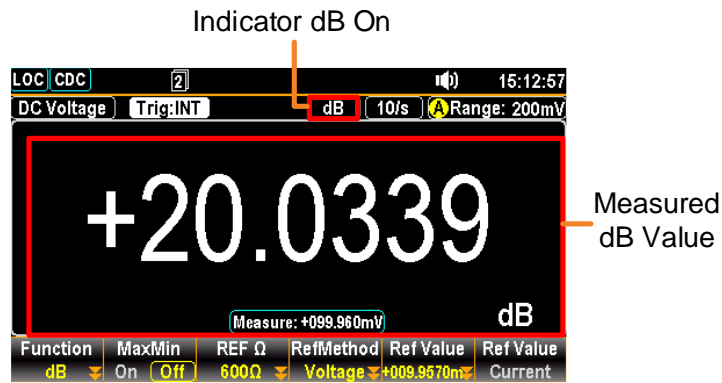 Indicator dB On
LOC CDC 2 15:12:57
DC Voltage Trig:INT dB 10/s A Range: 200mV
+20.0339
Measured
dB Value
Measure: +099.960mV dB
Function MaxMin REF Ω RefMethod Ref Value Ref Value
dB On Off 600Ω Voltage +009.9570m Current